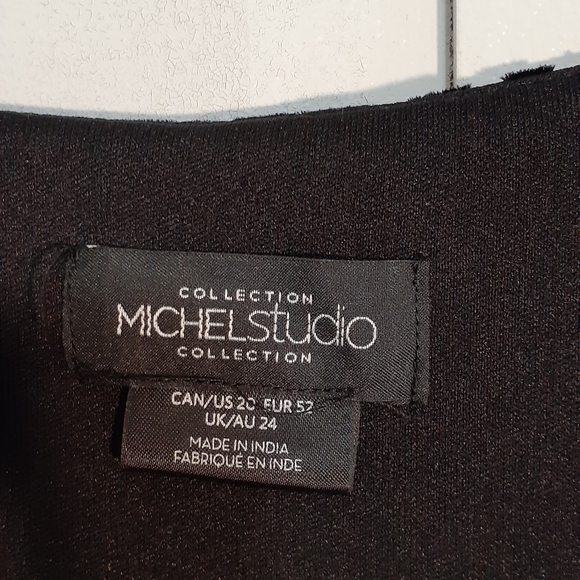 COLLECTION
MICHELstudio
COLLECTION
CAN/US 20 EUR 52
UK/AU 24
MADE IN INDIA
FABRIQUÉ EN INDE